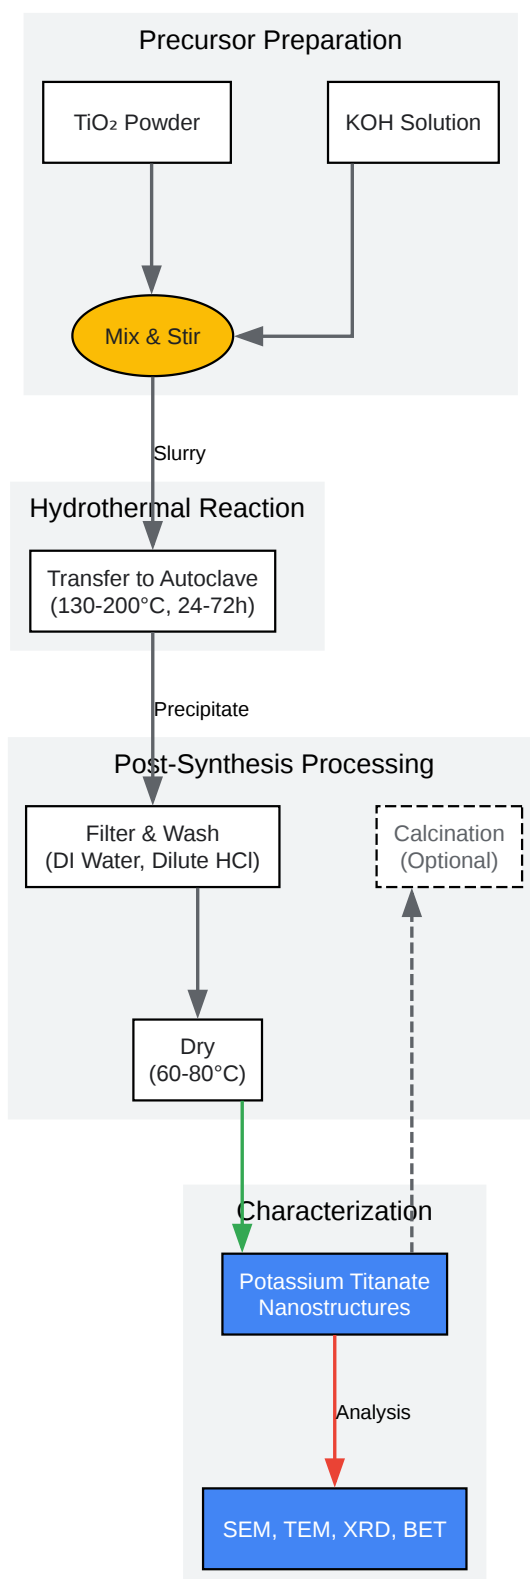 Precursor Preparation
TiO₂ Powder
KOH Solution
Mix & Stir
Slurry
Hydrothermal Reaction
Transfer to Autoclave
(130-200°C, 24-72h)
Precipitate
Post-Synthesis Processing
Filter & Wash
(DI Water, Dilute HCl)
Calcination
(Optional)
Dry
(60-80°C)
Characterization
Potassium Titanate
Nanostructures
Analysis
SEM, TEM, XRD, BET